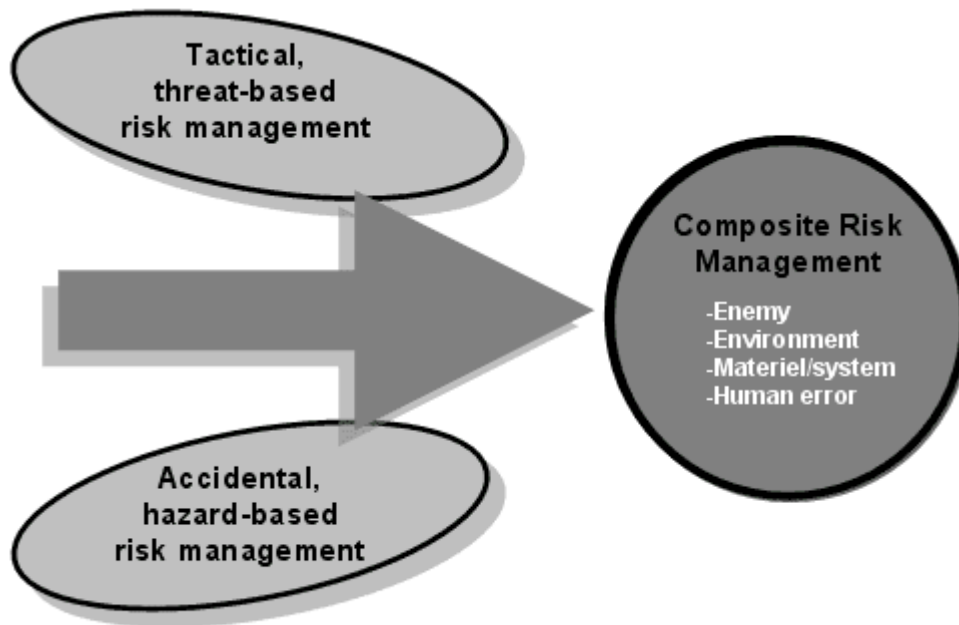 Tactical,
threat-based
risk management
Composite Risk
Management
-Enemy
-Environment
-Materiel/system
-Human error
Accidental,
hazard-based
risk management